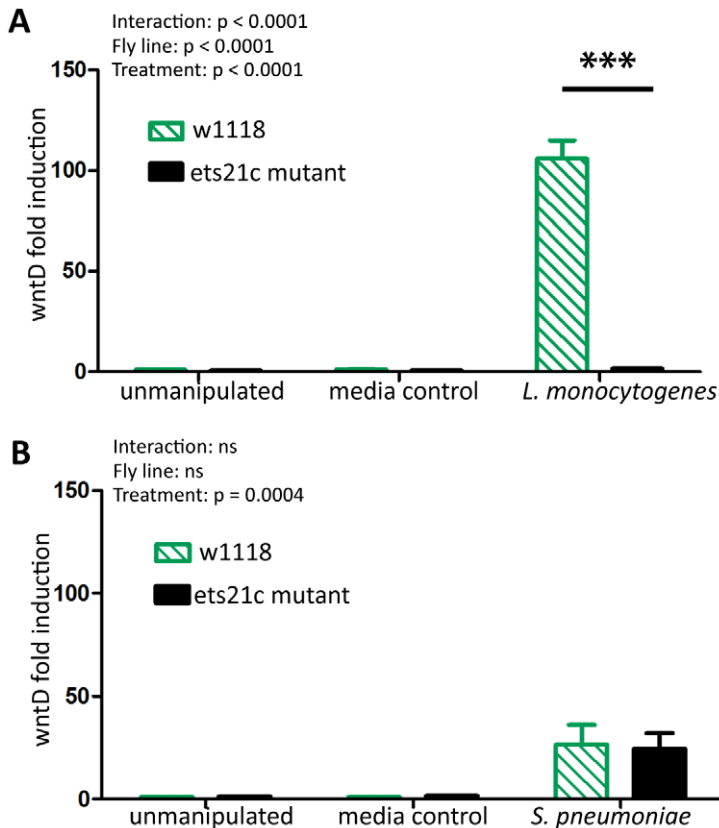 A
Interaction: p < 0.0001
Fly line: p < 0.0001
Treatment: p < 0.0001
wntD fold induction
150
100
50
0
w1118
ets21c mutant
***
unmanipulated media control L. monocytogenes
B
Interaction: ns
Fly line: ns
Treatment: p = 0.0004
wntD fold induction
150
100
50
0
w1118
ets21c mutant
unmanipulated media control S. pneumoniae